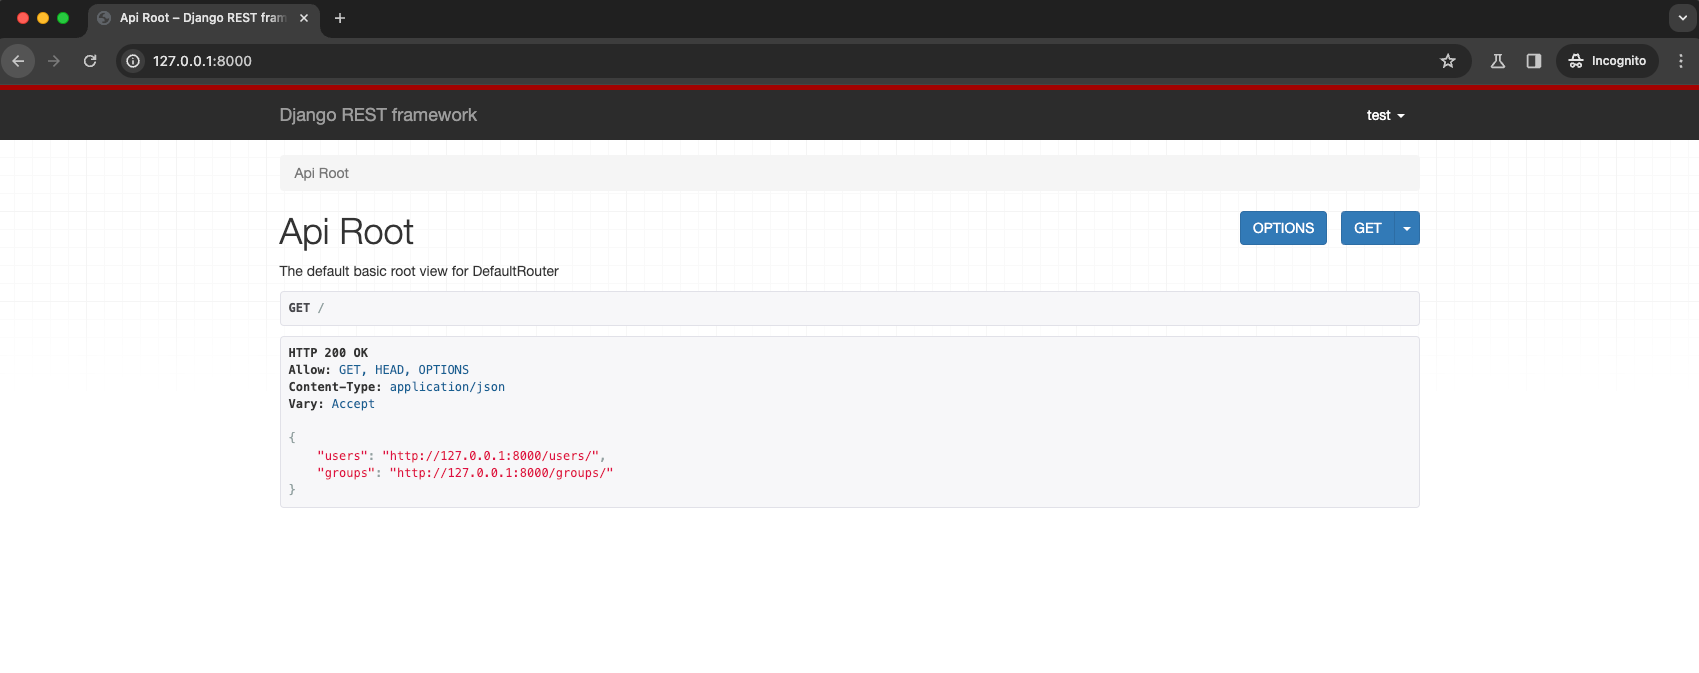 Api Root – Django REST fram
127.0.0.1:8000
Incognito
Django REST framework
test
Api Root
Api Root
OPTIONS
GET
The default basic root view for DefaultRouter
GET /
HTTP 200 OK
Allow: GET, HEAD, OPTIONS
Content-Type: application/json
Vary: Accept
{
"users": "http://127.0.0.1:8000/users/",
"groups": "http://127.0.0.1:8000/groups/"
}